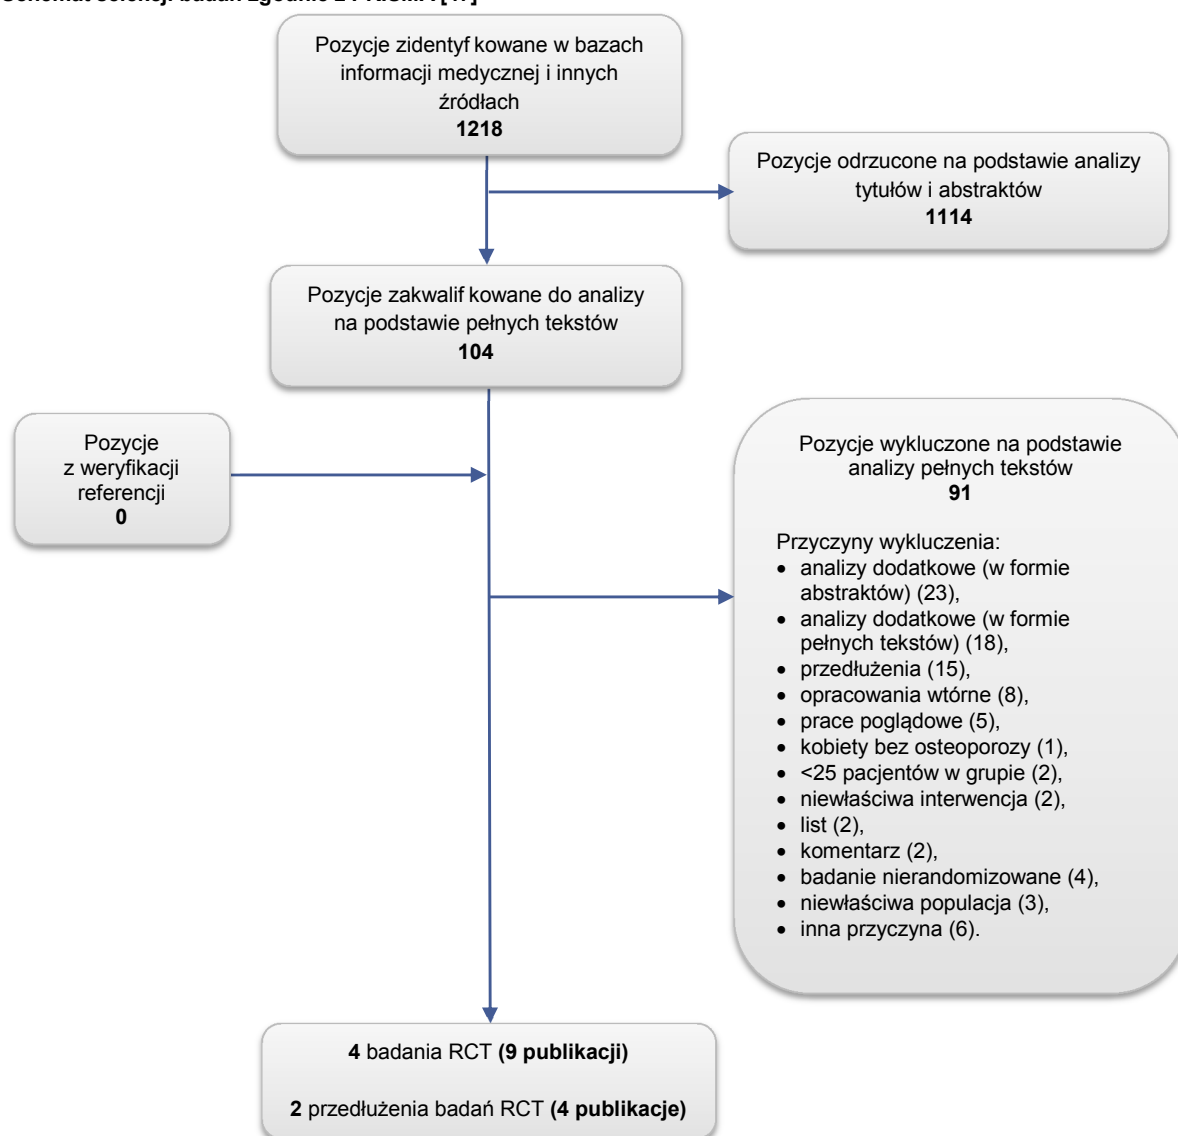 Pozycje zidentyf kowane w bazach
informacji medycznej i innych
źródłach
1218
Pozycje odrzucone na podstawie analizy
tytułów i abstraktów
1114
Pozycje zakwalif kowane do analizy
na podstawie pełnych tekstów
104
Pozycje
z weryfikacji
referencji
0
Pozycje wykluczone na podstawie
analizy pełnych tekstów
91
Przyczyny wykluczenia:
• analizy dodatkowe (w formie
abstraktów) (23),
• analizy dodatkowe (w formie
pełnych tekstów) (18),
• przedłużenia (15),
• opracowania wtórne (8),
• prace poglądowe (5),
• kobiety bez osteoporozy (1),
• <25 pacjentów w grupie (2),
• niewłaściwa interwencja (2),
• list (2),
• komentarz (2),
• badanie nierandomizowane (4),
• niewłaściwa populacja (3),
• inna przyczyna (6).
4 badania RCT (9 publikacji)
2 przedłużenia badań RCT (4 publikacje)